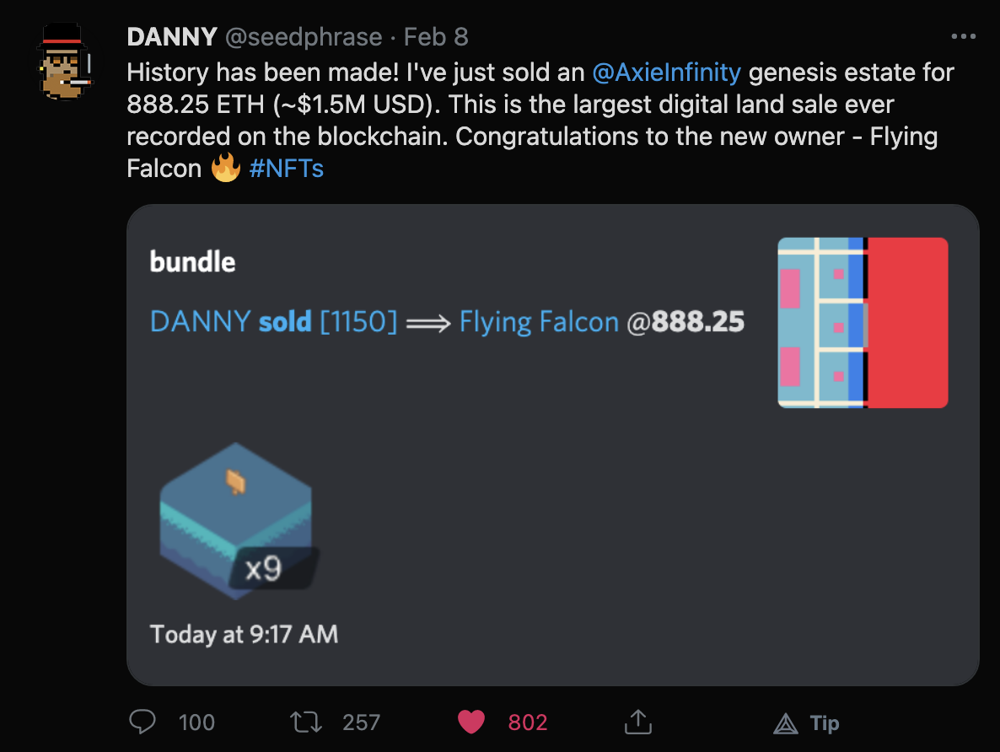 DANNY @seedphrase · Feb 8
History has been made! I've just sold an @AxieInfinity genesis estate for
888.25 ETH (~$1.5M USD). This is the largest digital land sale ever
recorded on the blockchain. Congratulations to the new owner - Flying
Falcon 🔥 #NFTs
bundle
DANNY sold [1150] ⟹ Flying Falcon @888.25
x9
Today at 9:17 AM
100 257 802 Tip